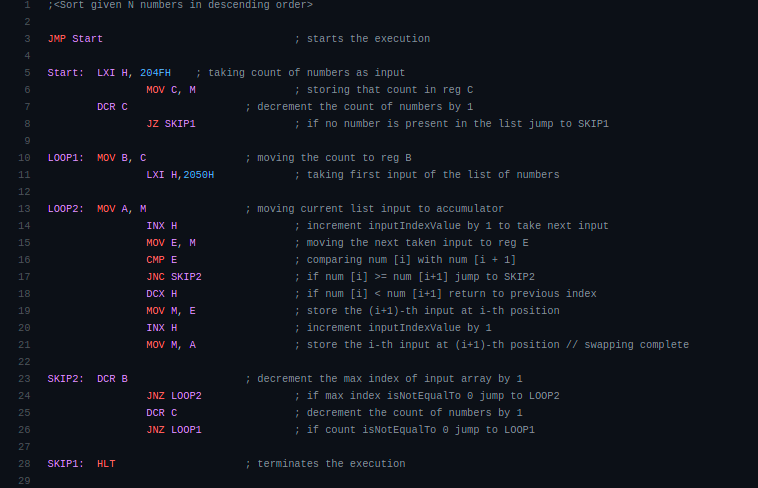 1 ;<Sort given N numbers in descending order>
2
3 JMP Start ; starts the execution
4
5 Start: LXI H, 204FH ; taking count of numbers as input
6 MOV C, M ; storing that count in reg C
7 DCR C ; decrement the count of numbers by 1
8 JZ SKIP1 ; if no number is present in the list jump to SKIP1
9
10 LOOP1: MOV B, C ; moving the count to reg B
11 LXI H,2050H ; taking first input of the list of numbers
12
13 LOOP2: MOV A, M ; moving current list input to accumulator
14 INX H ; increment inputIndexValue by 1 to take next input
15 MOV E, M ; moving the next taken input to reg E
16 CMP E ; comparing num [i] with num [i + 1]
17 JNC SKIP2 ; if num [i] >= num [i+1] jump to SKIP2
18 DCX H ; if num [i] < num [i+1] return to previous index
19 MOV M, E ; store the (i+1)-th input at i-th position
20 INX H ; increment inputIndexValue by 1
21 MOV M, A ; store the i-th input at (i+1)-th position // swapping complete
22
23 SKIP2: DCR B ; decrement the max index of input array by 1
24 JNZ LOOP2 ; if max index isNotEqualTo 0 jump to LOOP2
25 DCR C ; decrement the count of numbers by 1
26 JNZ LOOP1 ; if count isNotEqualTo 0 jump to LOOP1
27
28 SKIP1: HLT ; terminates the execution
29